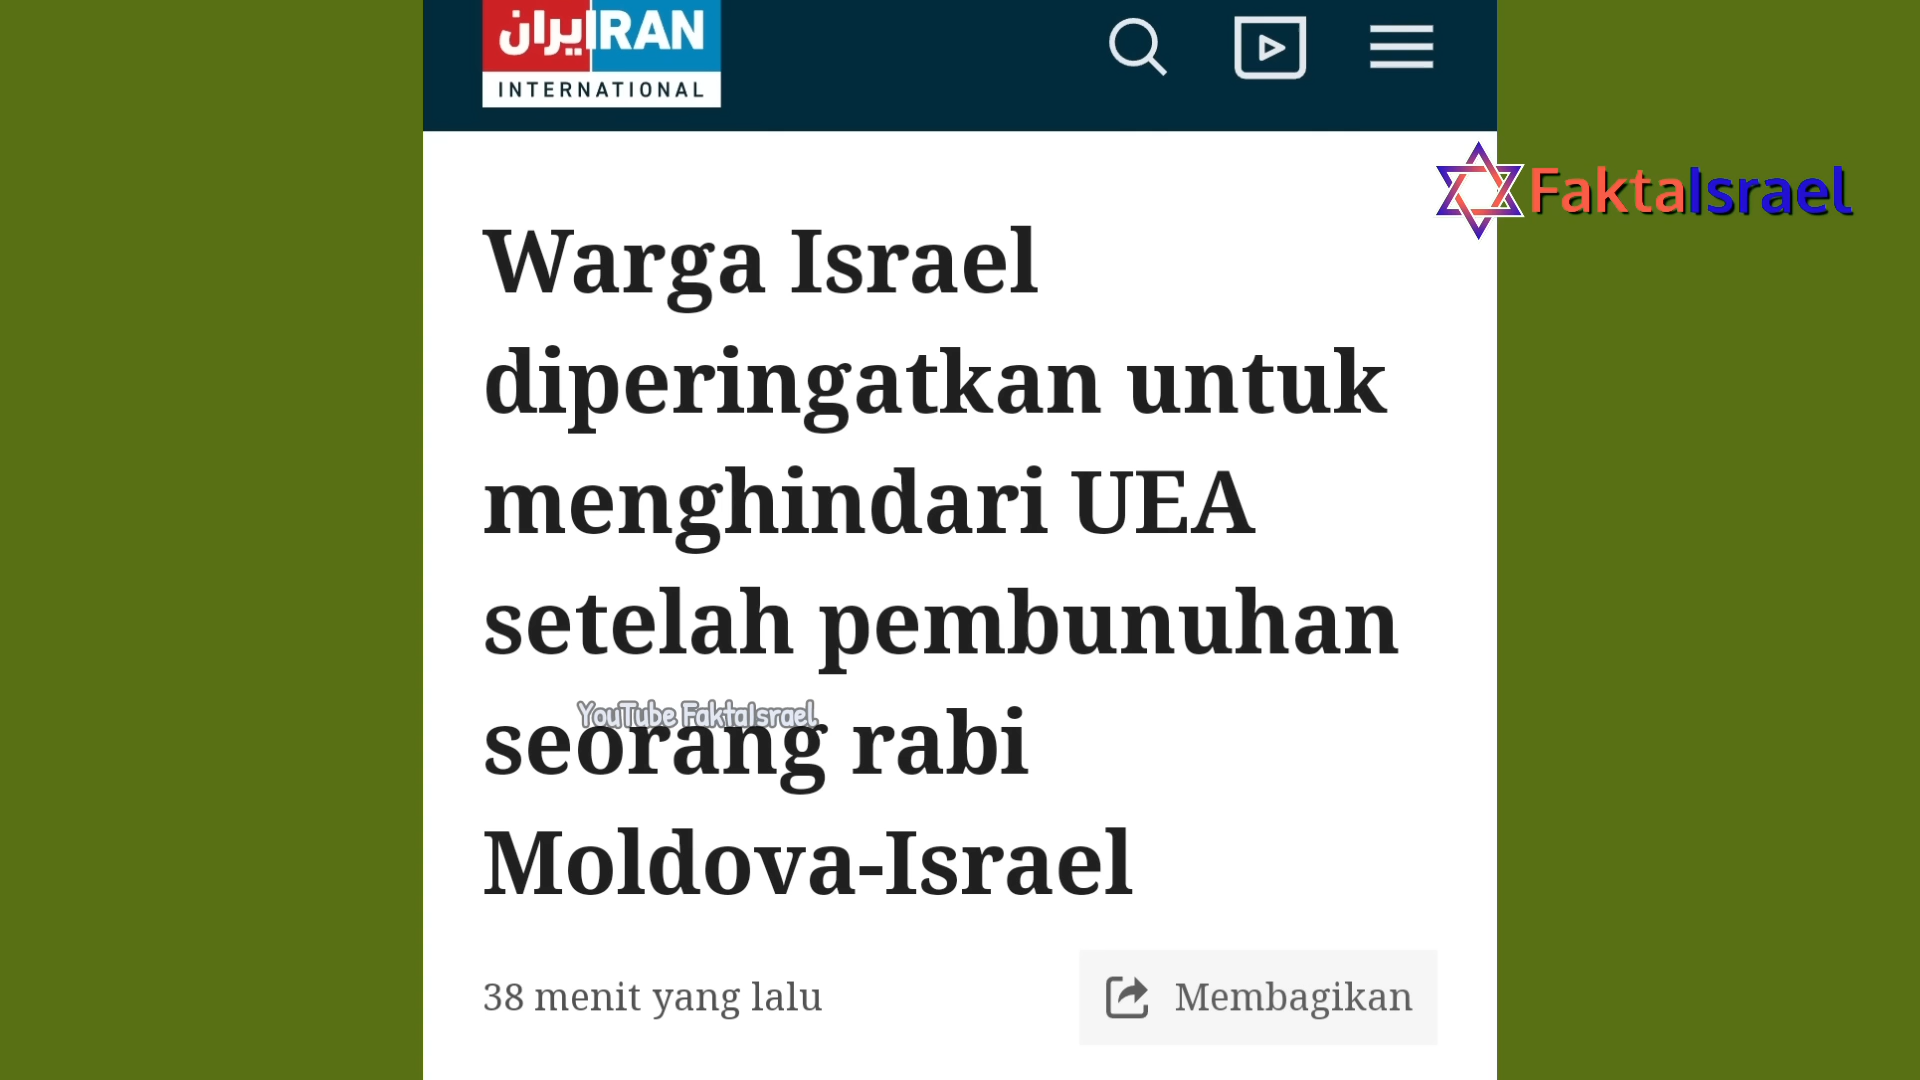 ایران IRAN
INTERNATIONAL
FaktaIsrael
Warga Israel
diperingatkan untuk
menghindari UEA
setelah pembunuhan
YouTube FaktaIsrael
seorang rabi
Moldova-Israel
38 menit yang lalu
Membagikan